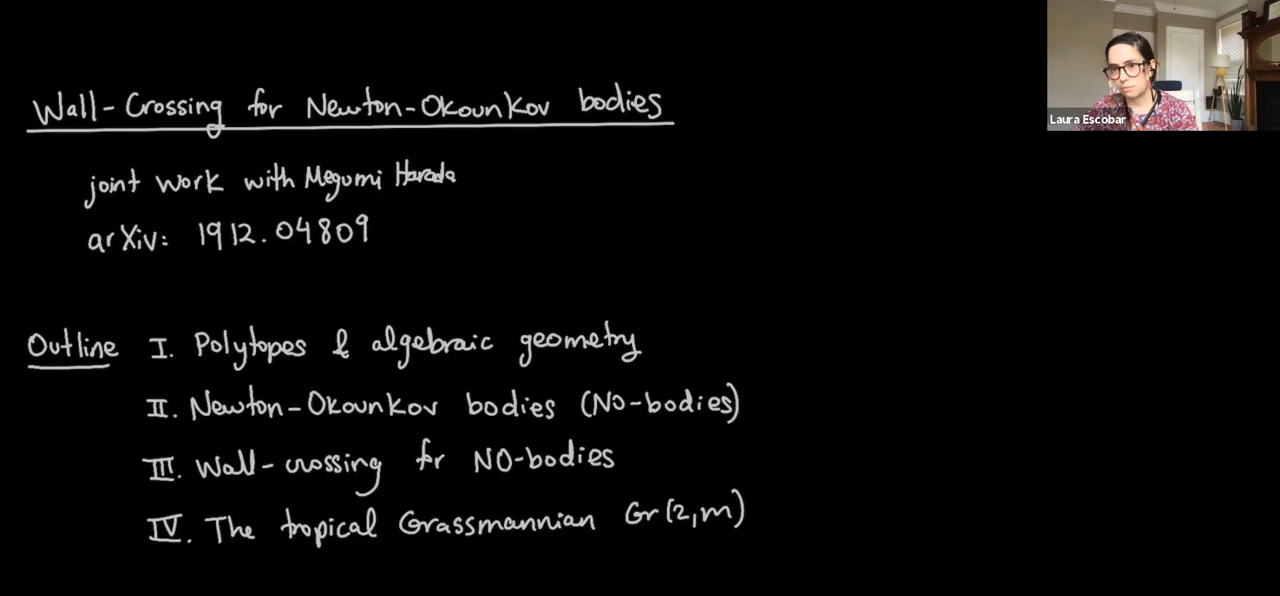 Wall-Crossing for Newton-Okounkov bodies
joint work with Megumi Harada
arXiv: 1912.04809
Outline I. Polytopes & algebraic geometry
II. Newton-Okounkov bodies (NO-bodies)
III. Wall-crossing for NO-bodies
IV. The tropical Grassmannian Gr(2,m)
Laura Escobar